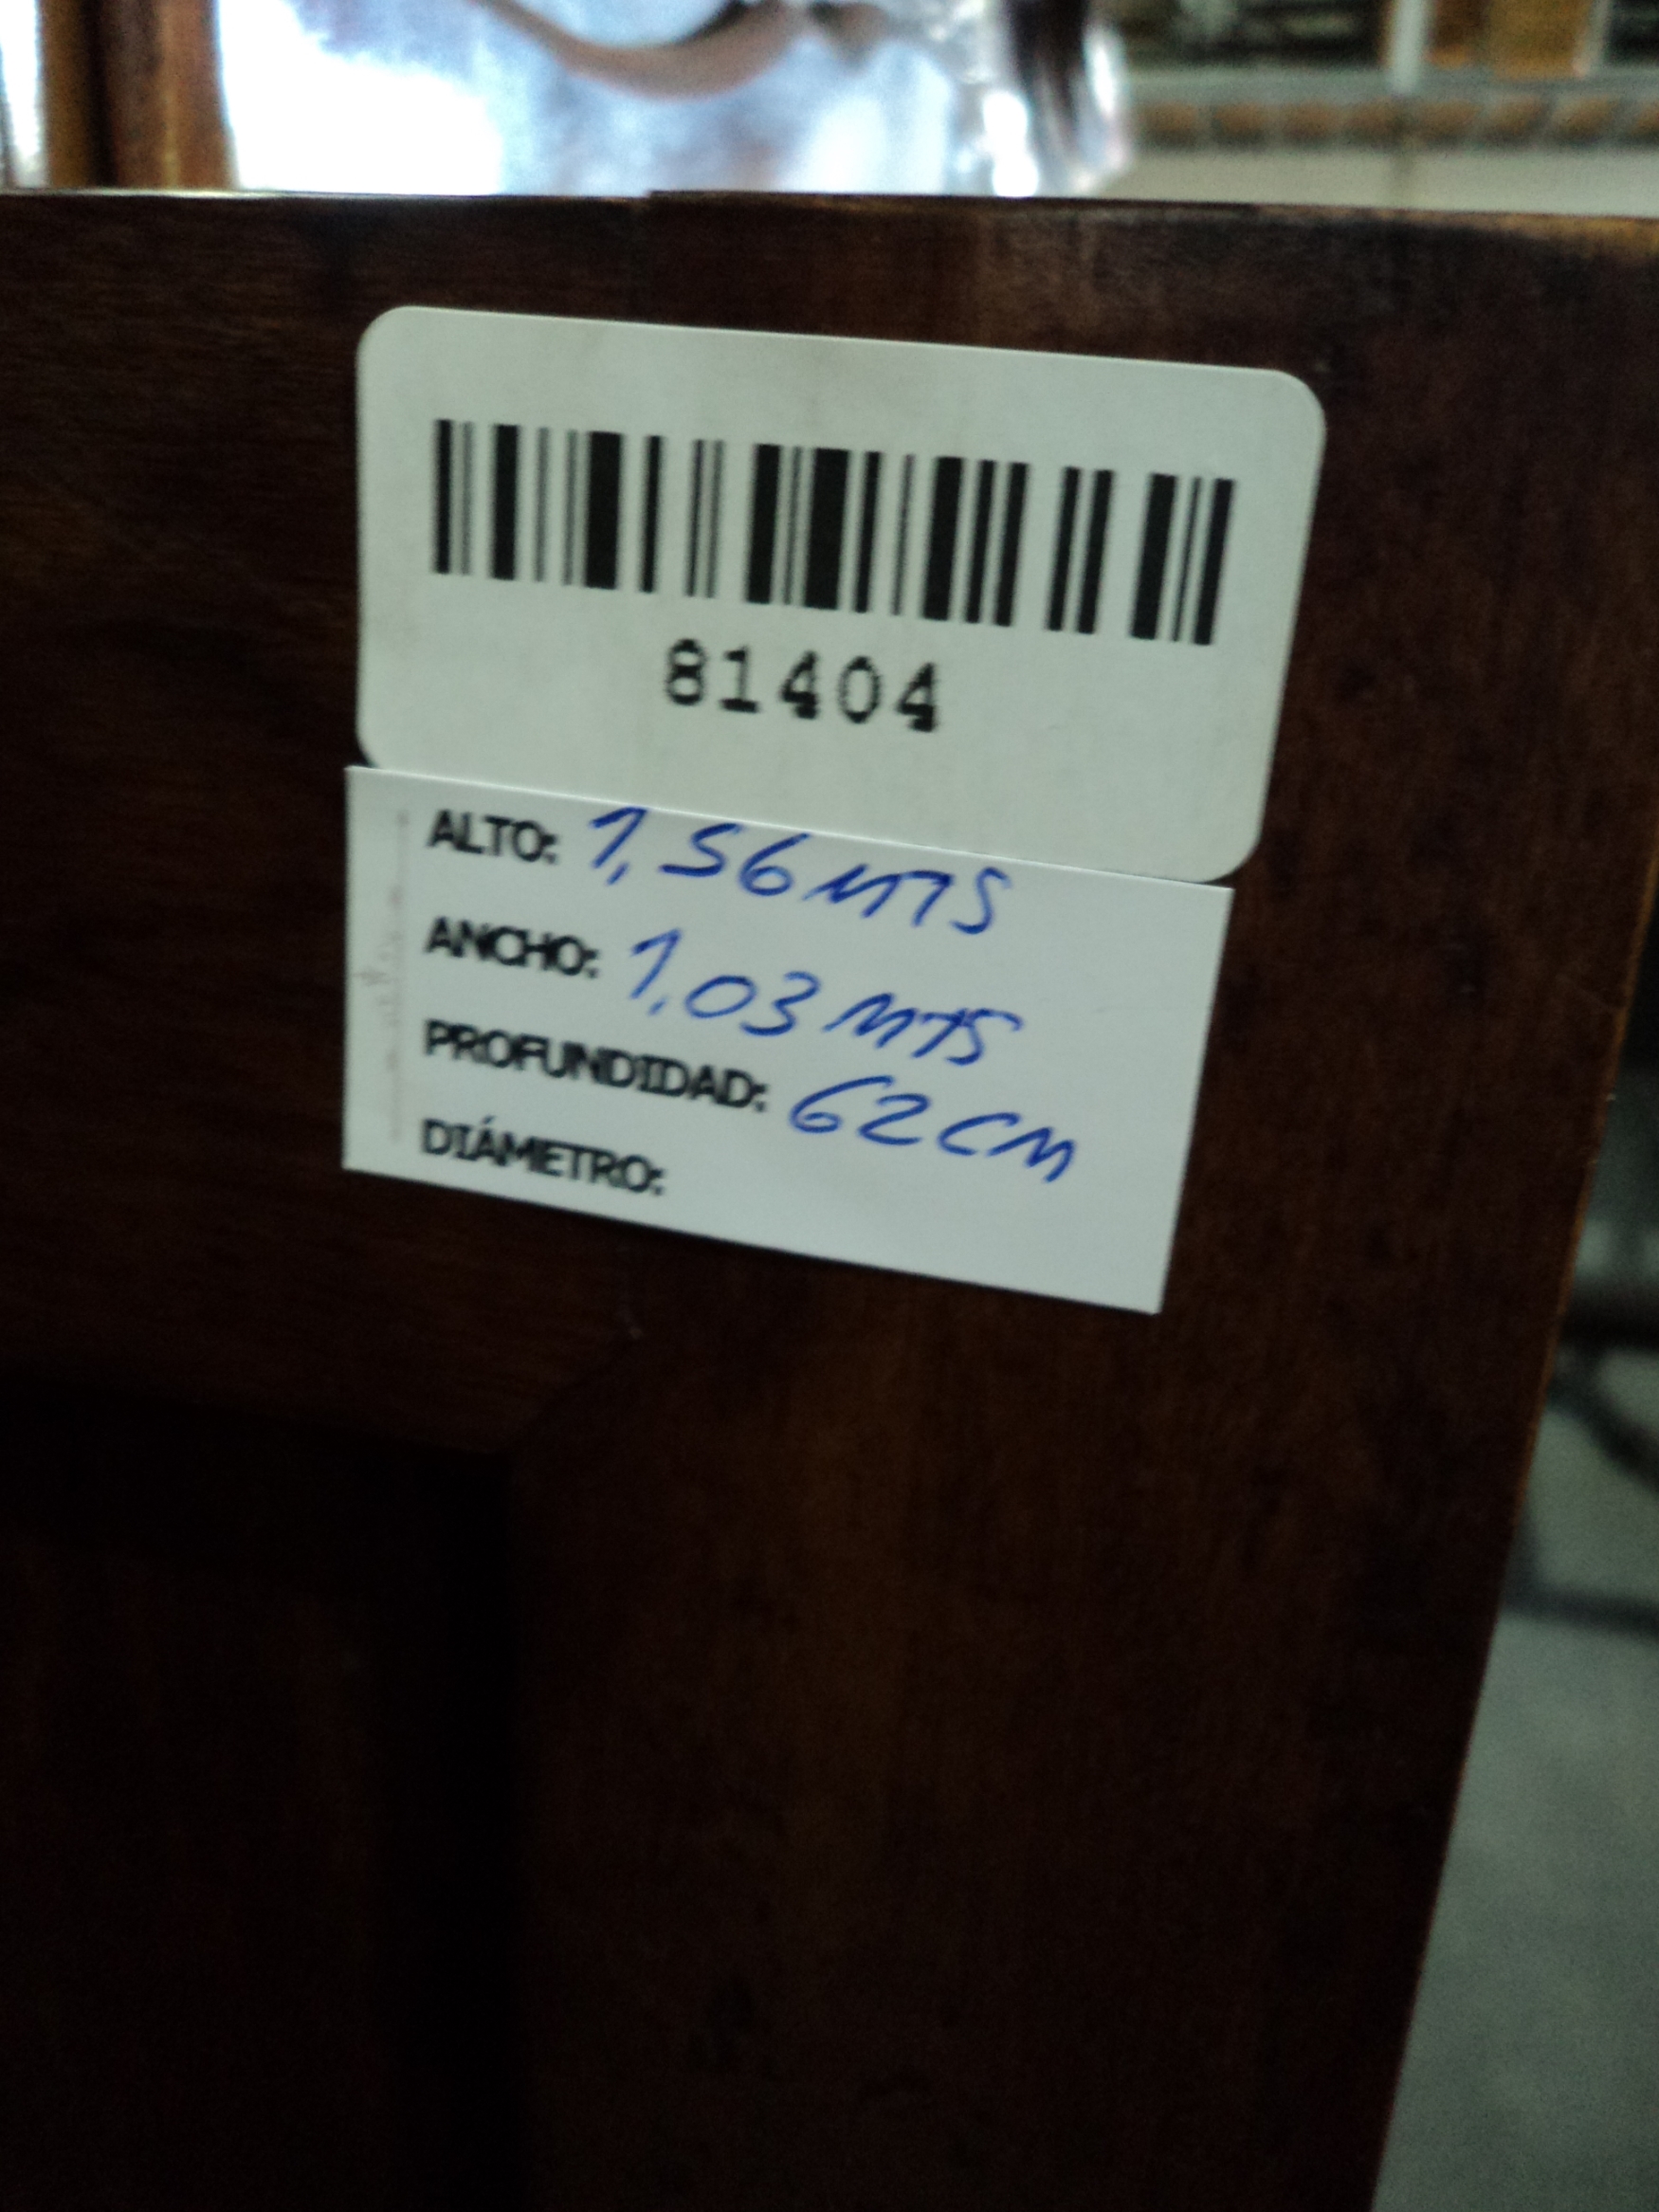 81404
ALTO: 1,56 MTS
ANCHO: 1,03 MTS
PROFUNDIDAD: 62 CM
DIÁMETRO: